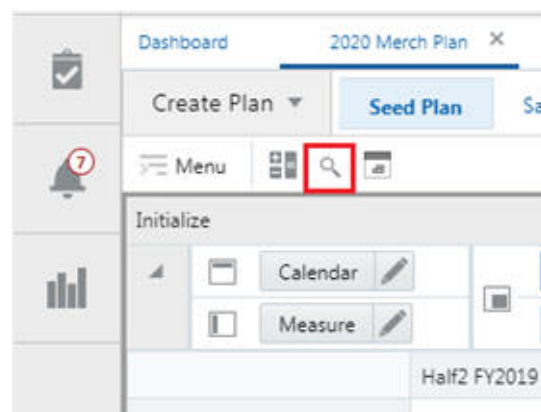 Dashboard 2020 Merch Plan ×
Create Plan Seed Plan
7
Menu
Initialize
Calendar
Measure
Half2 FY2019